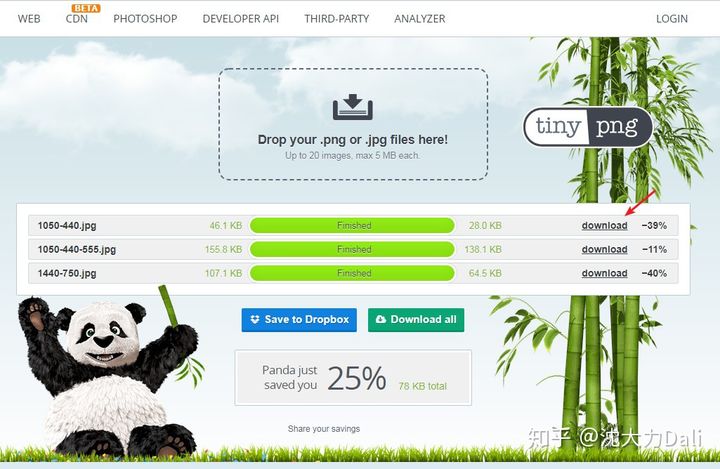 WEB CDN BETA PHOTOSHOP DEVELOPER API THIRD-PARTY ANALYZER LOGIN
Drop your .png or .jpg files here!
Up to 20 images, max 5 MB each.
tiny png
1050-440.jpg 46.1 KB Finished 28.0 KB download −39%
1050-440-555.jpg 155.8 KB Finished 138.1 KB download −11%
1440-750.jpg 107.1 KB Finished 64.5 KB download −40%
Save to Dropbox Download all
Panda just
saved you 25% 78 KB total
Share your savings
知乎 @沈大力Dali